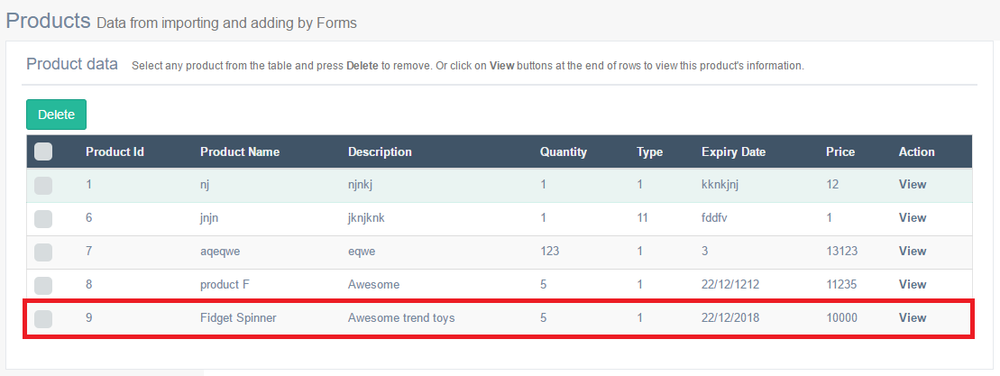 Products Data from importing and adding by Forms
Product data Select any product from the table and press Delete to remove. Or click on View buttons at the end of rows to view this product's information.
Delete
Product Id Product Name Description Quantity Type Expiry Date Price Action
1 nj njnkj 1 1 kknkjnj 12 View
6 jnjn jknjknk 1 11 fddfv 1 View
7 aqeqwe eqwe 123 1 3 13123 View
8 product F Awesome 5 1 22/12/1212 11235 View
9 Fidget Spinner Awesome trend toys 5 1 22/12/2018 10000 View